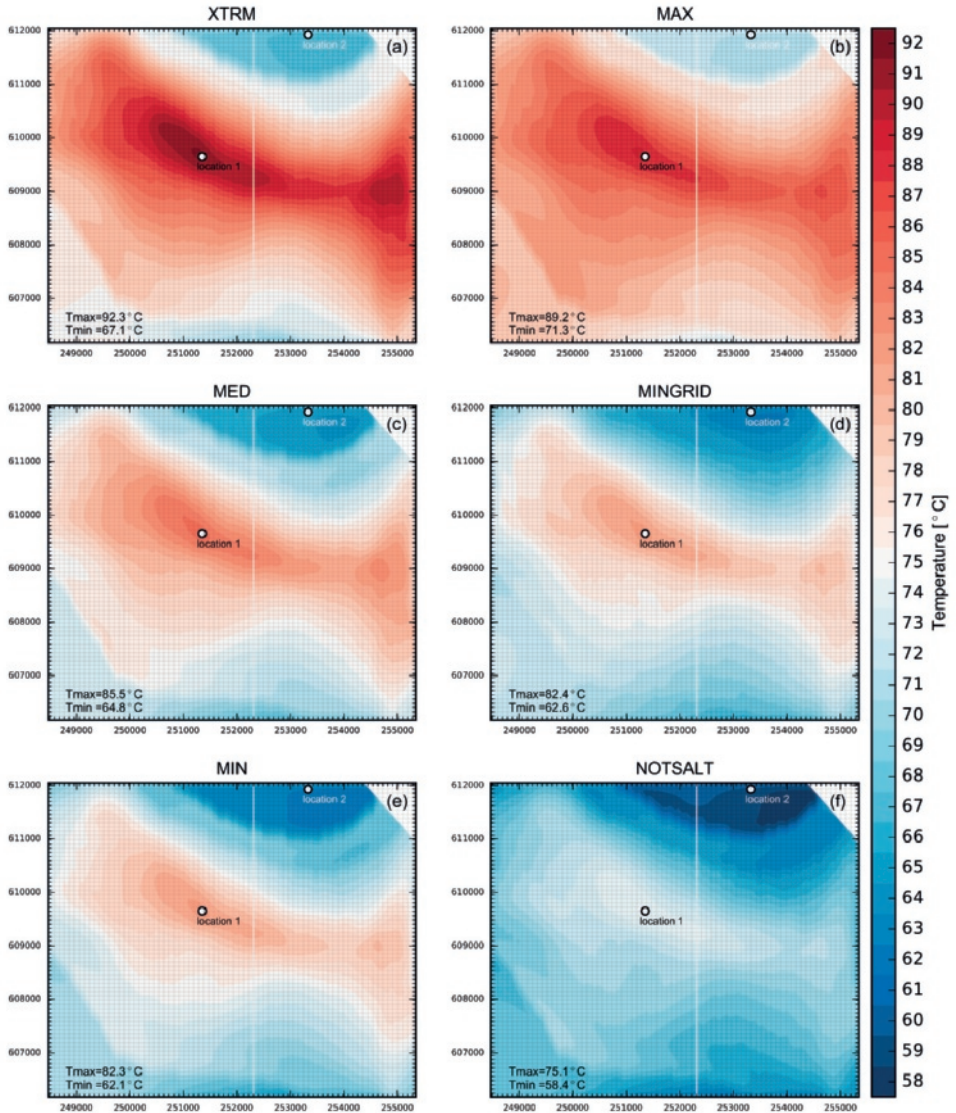 XTRM
612000
611000
610000
609000
608000
607000
(a)
location 2
location 1
Tmax=92.3°C
Tmin =67.1°C
249000 250000 251000 252000 253000 254000 255000
MAX
612000
611000
610000
609000
608000
607000
(b)
location 2
location 1
Tmax=89.2°C
Tmin =71.3°C
249000 250000 251000 252000 253000 254000 255000
MED
612000
611000
610000
609000
608000
607000
(c)
location 2
location 1
Tmax=85.5°C
Tmin =64.8°C
249000 250000 251000 252000 253000 254000 255000
MINGRID
612000
611000
610000
609000
608000
607000
(d)
location 2
location 1
Tmax=82.4°C
Tmin =62.6°C
249000 250000 251000 252000 253000 254000 255000
MIN
612000
611000
610000
609000
608000
607000
(e)
location 2
location 1
Tmax=82.3°C
Tmin =62.1°C
249000 250000 251000 252000 253000 254000 255000
NOTSALT
612000
611000
610000
609000
608000
607000
(f)
location 2
location 1
Tmax=75.1°C
Tmin =58.4°C
249000 250000 251000 252000 253000 254000 255000
92
91
90
89
88
87
86
85
84
83
82
81
80
79
78
77
76
75
74
73
72
71
70
69
68
67
66
65
64
63
62
61
60
59
58
Temperature [°C]